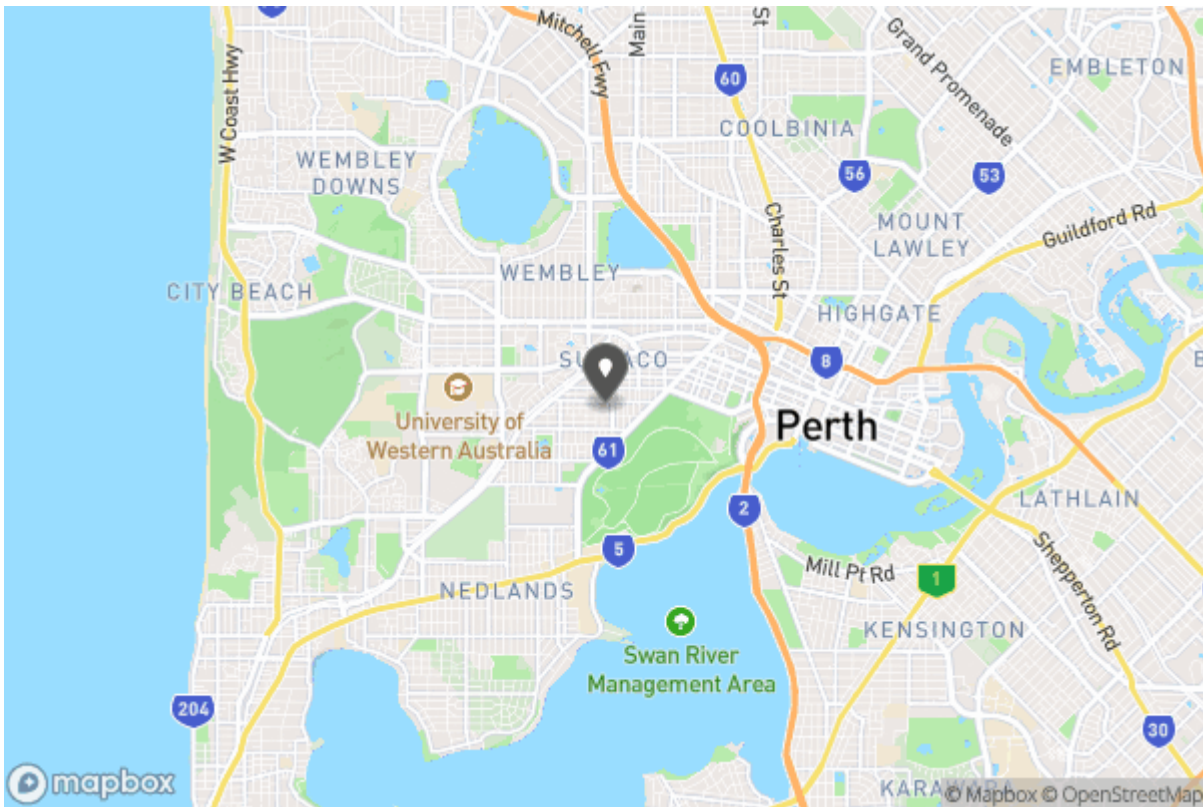 Mitchell Fwy
Main
St
60
Grand Promenade
EMBLETON
W Coast Hwy
COOLBINIA
WEMBLEY
DOWNS
56
53
Charles St
MOUNT
LAWLEY
Guildford Rd
WEMBLEY
CITY BEACH
HIGHGATE
8
University of
Western Australia
Perth
61
LATHLAIN
2
5
Mill Pt Rd
1
Shepperton Rd
NEDLANDS
KENSINGTON
Swan River
Management Area
204
30
mapbox
© Mapbox © OpenStreetMap